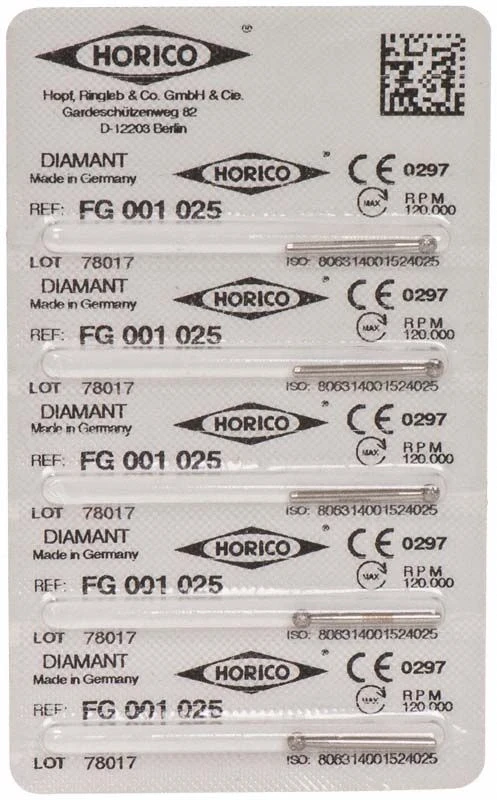 HORICO ®
Hopf, Ringleb & Co. GmbH & Cie.
Gardeschützenweg 82
D-12203 Berlin
DIAMANT HORICO ® CE 0297
Made in Germany
MAX RPM
REF: FG 001 025 120.000
LOT 78017 ISO: 806314001524025
DIAMANT HORICO ® CE 0297
Made in Germany
MAX RPM
REF: FG 001 025 120.000
LOT 78017 ISO: 806314001524025
DIAMANT HORICO ® CE 0297
Made in Germany
MAX RPM
REF: FG 001 025 120.000
LOT 78017 ISO: 806314001524025
DIAMANT HORICO ® CE 0297
Made in Germany
MAX RPM
REF: FG 001 025 120.000
LOT 78017 ISO: 806314001524025
DIAMANT HORICO ® CE 0297
Made in Germany
MAX RPM
REF: FG 001 025 120.000
LOT 78017 ISO: 806314001524025